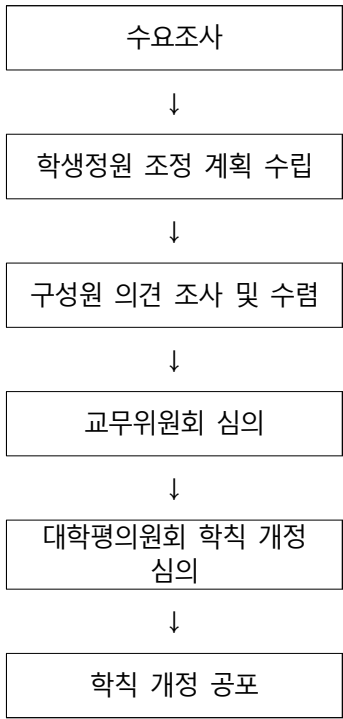 수요조사
↓
학생정원 조정 계획 수립
↓
구성원 의견 조사 및 수렴
↓
교무위원회 심의
↓
대학평의원회 학칙 개정
심의
↓
학칙 개정 공포